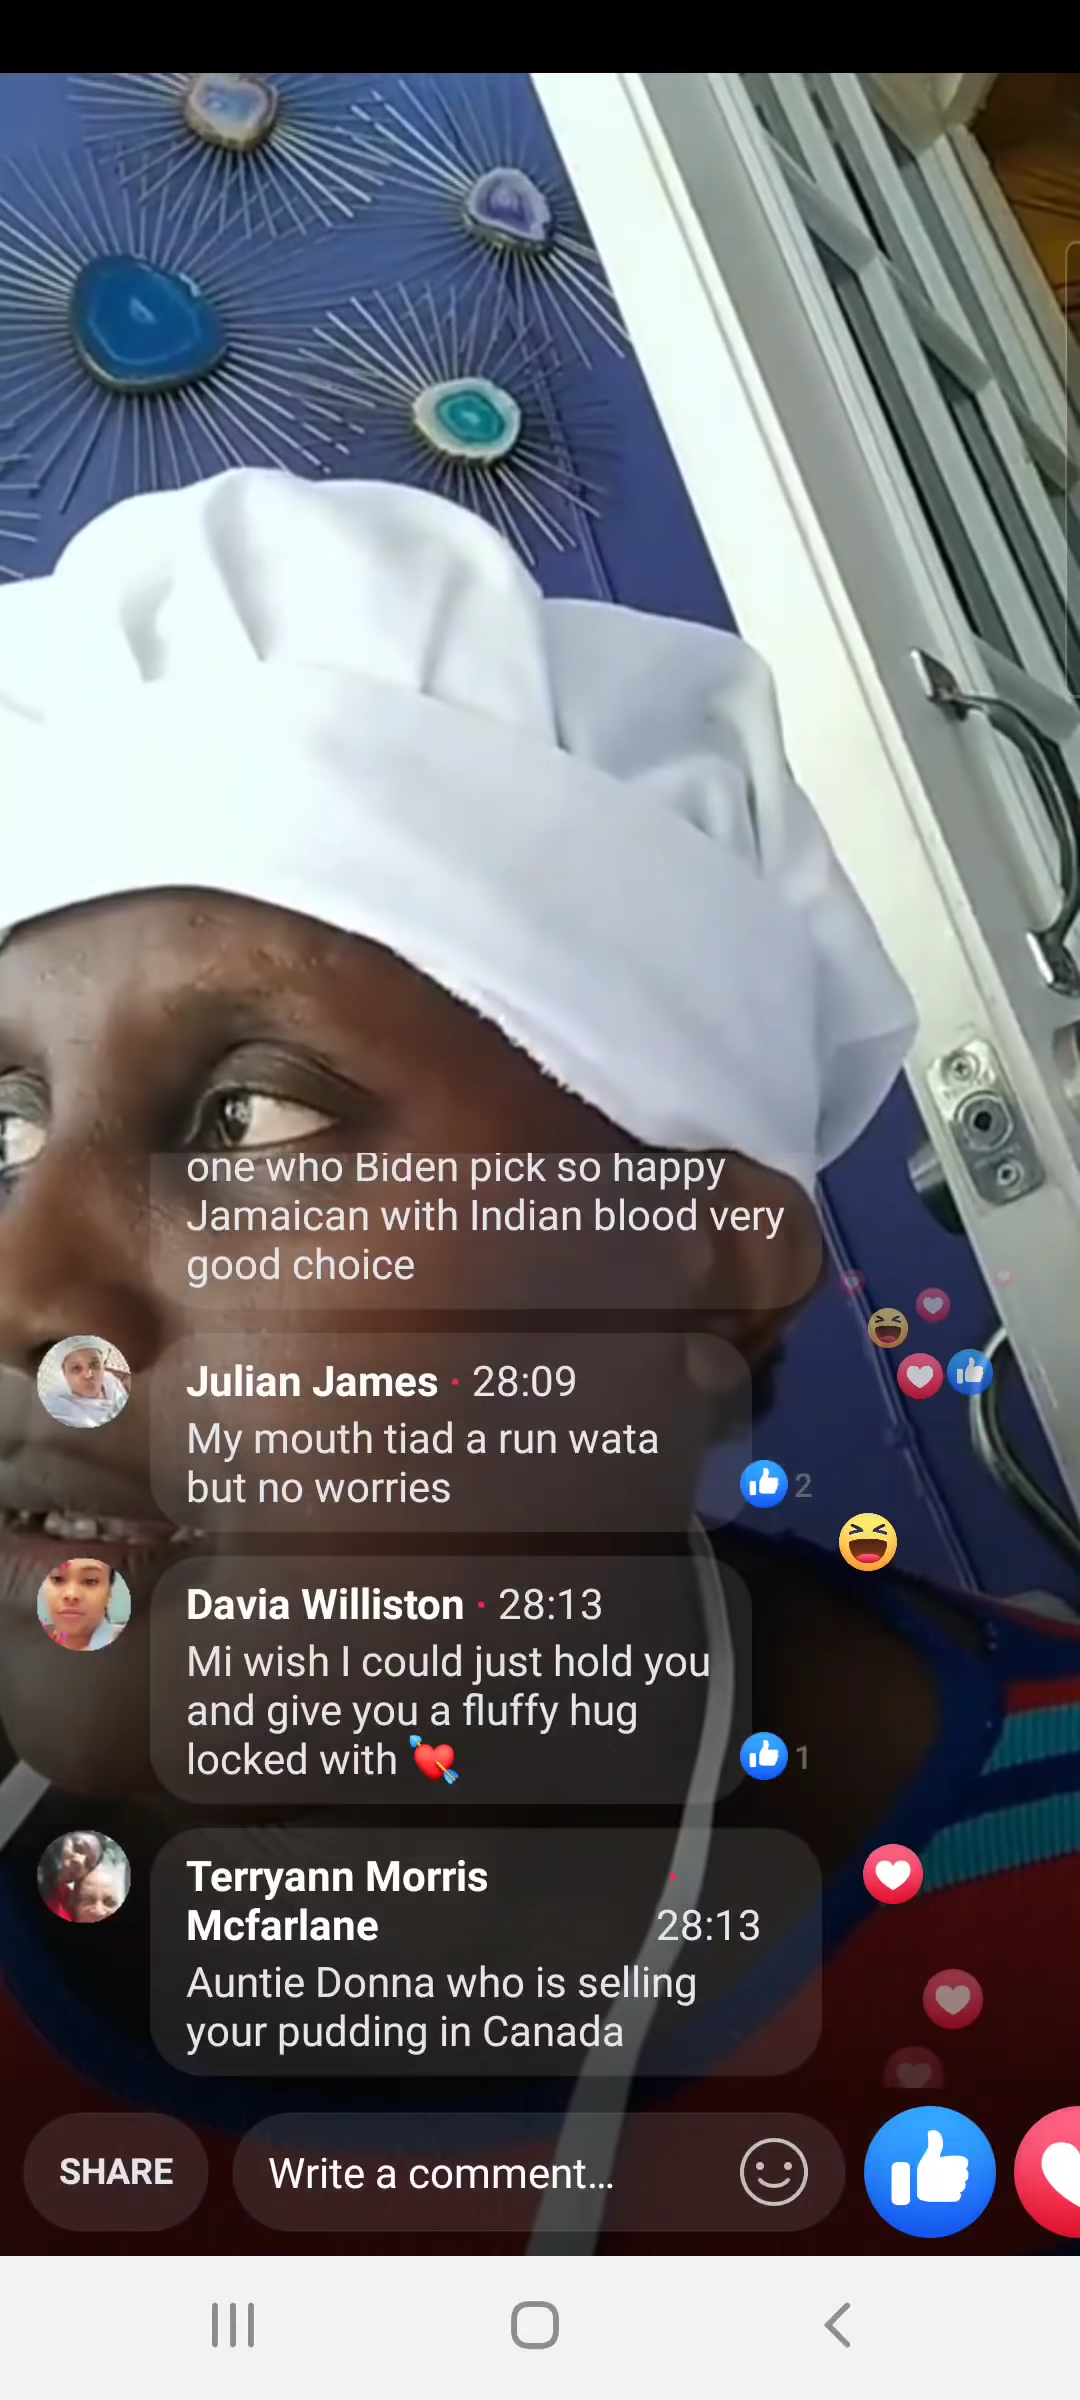 one who Biden pick so happy
Jamaican with Indian blood very
good choice
Julian James · 28:09
My mouth tiad a run wata
but no worries
2
Davia Williston · 28:13
Mi wish I could just hold you
and give you a fluffy hug
locked with 💘
1
Terryann Morris ·
Mcfarlane 28:13
Auntie Donna who is selling
your pudding in Canada
SHARE
Write a comment...